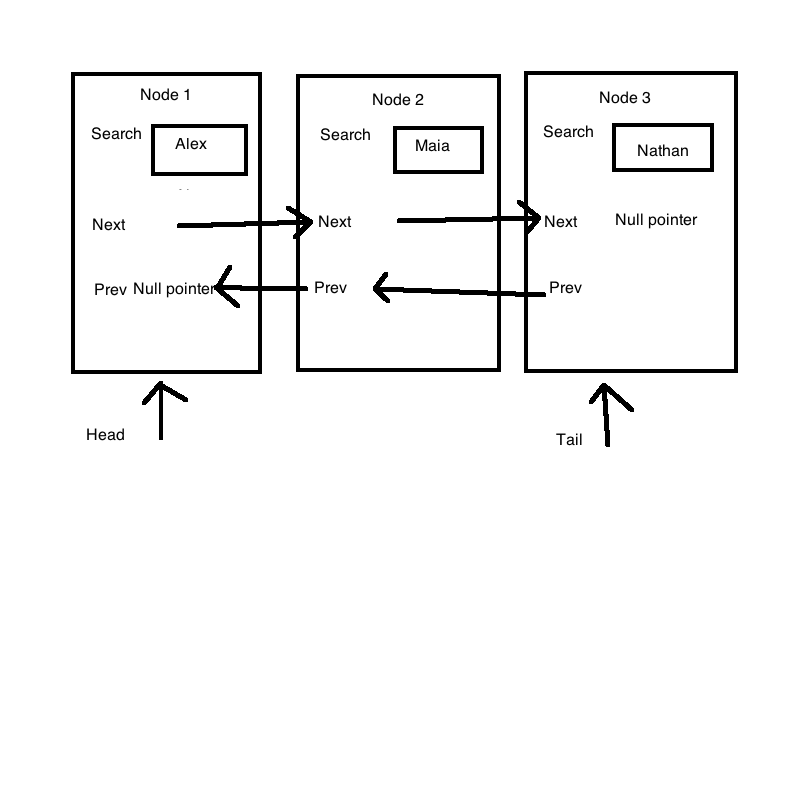 Node 1
Search
Alex
Next
Prev Null pointer
Head
Node 2
Search
Maia
Next
Prev
Node 3
Search
Nathan
Next
Null pointer
Prev
Tail